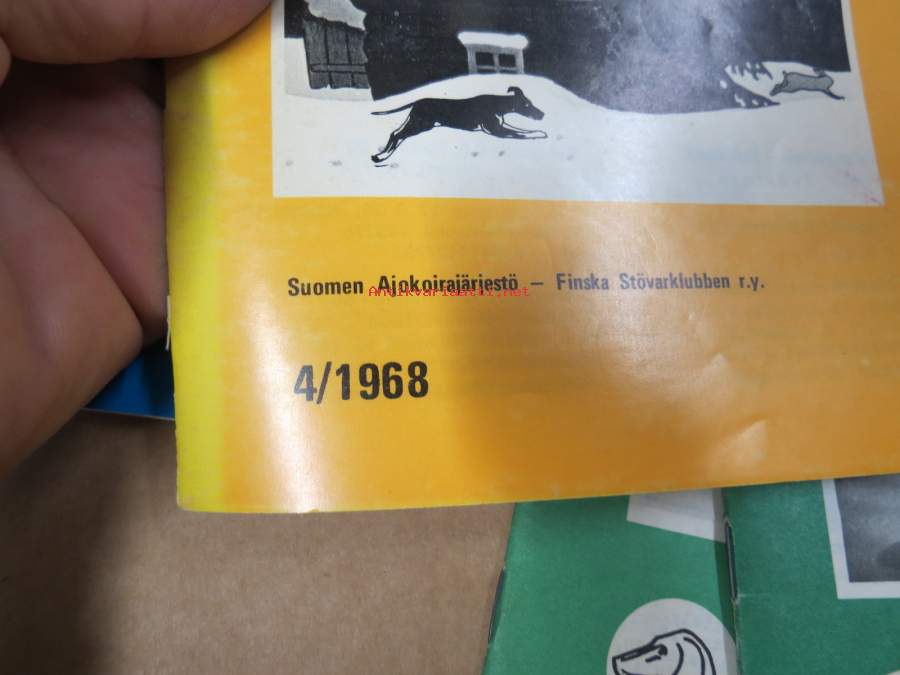 Suomen Ajokoirajärjestö – Finska Stövarklubben r.y.
Antikvariaatti.net
4/1968